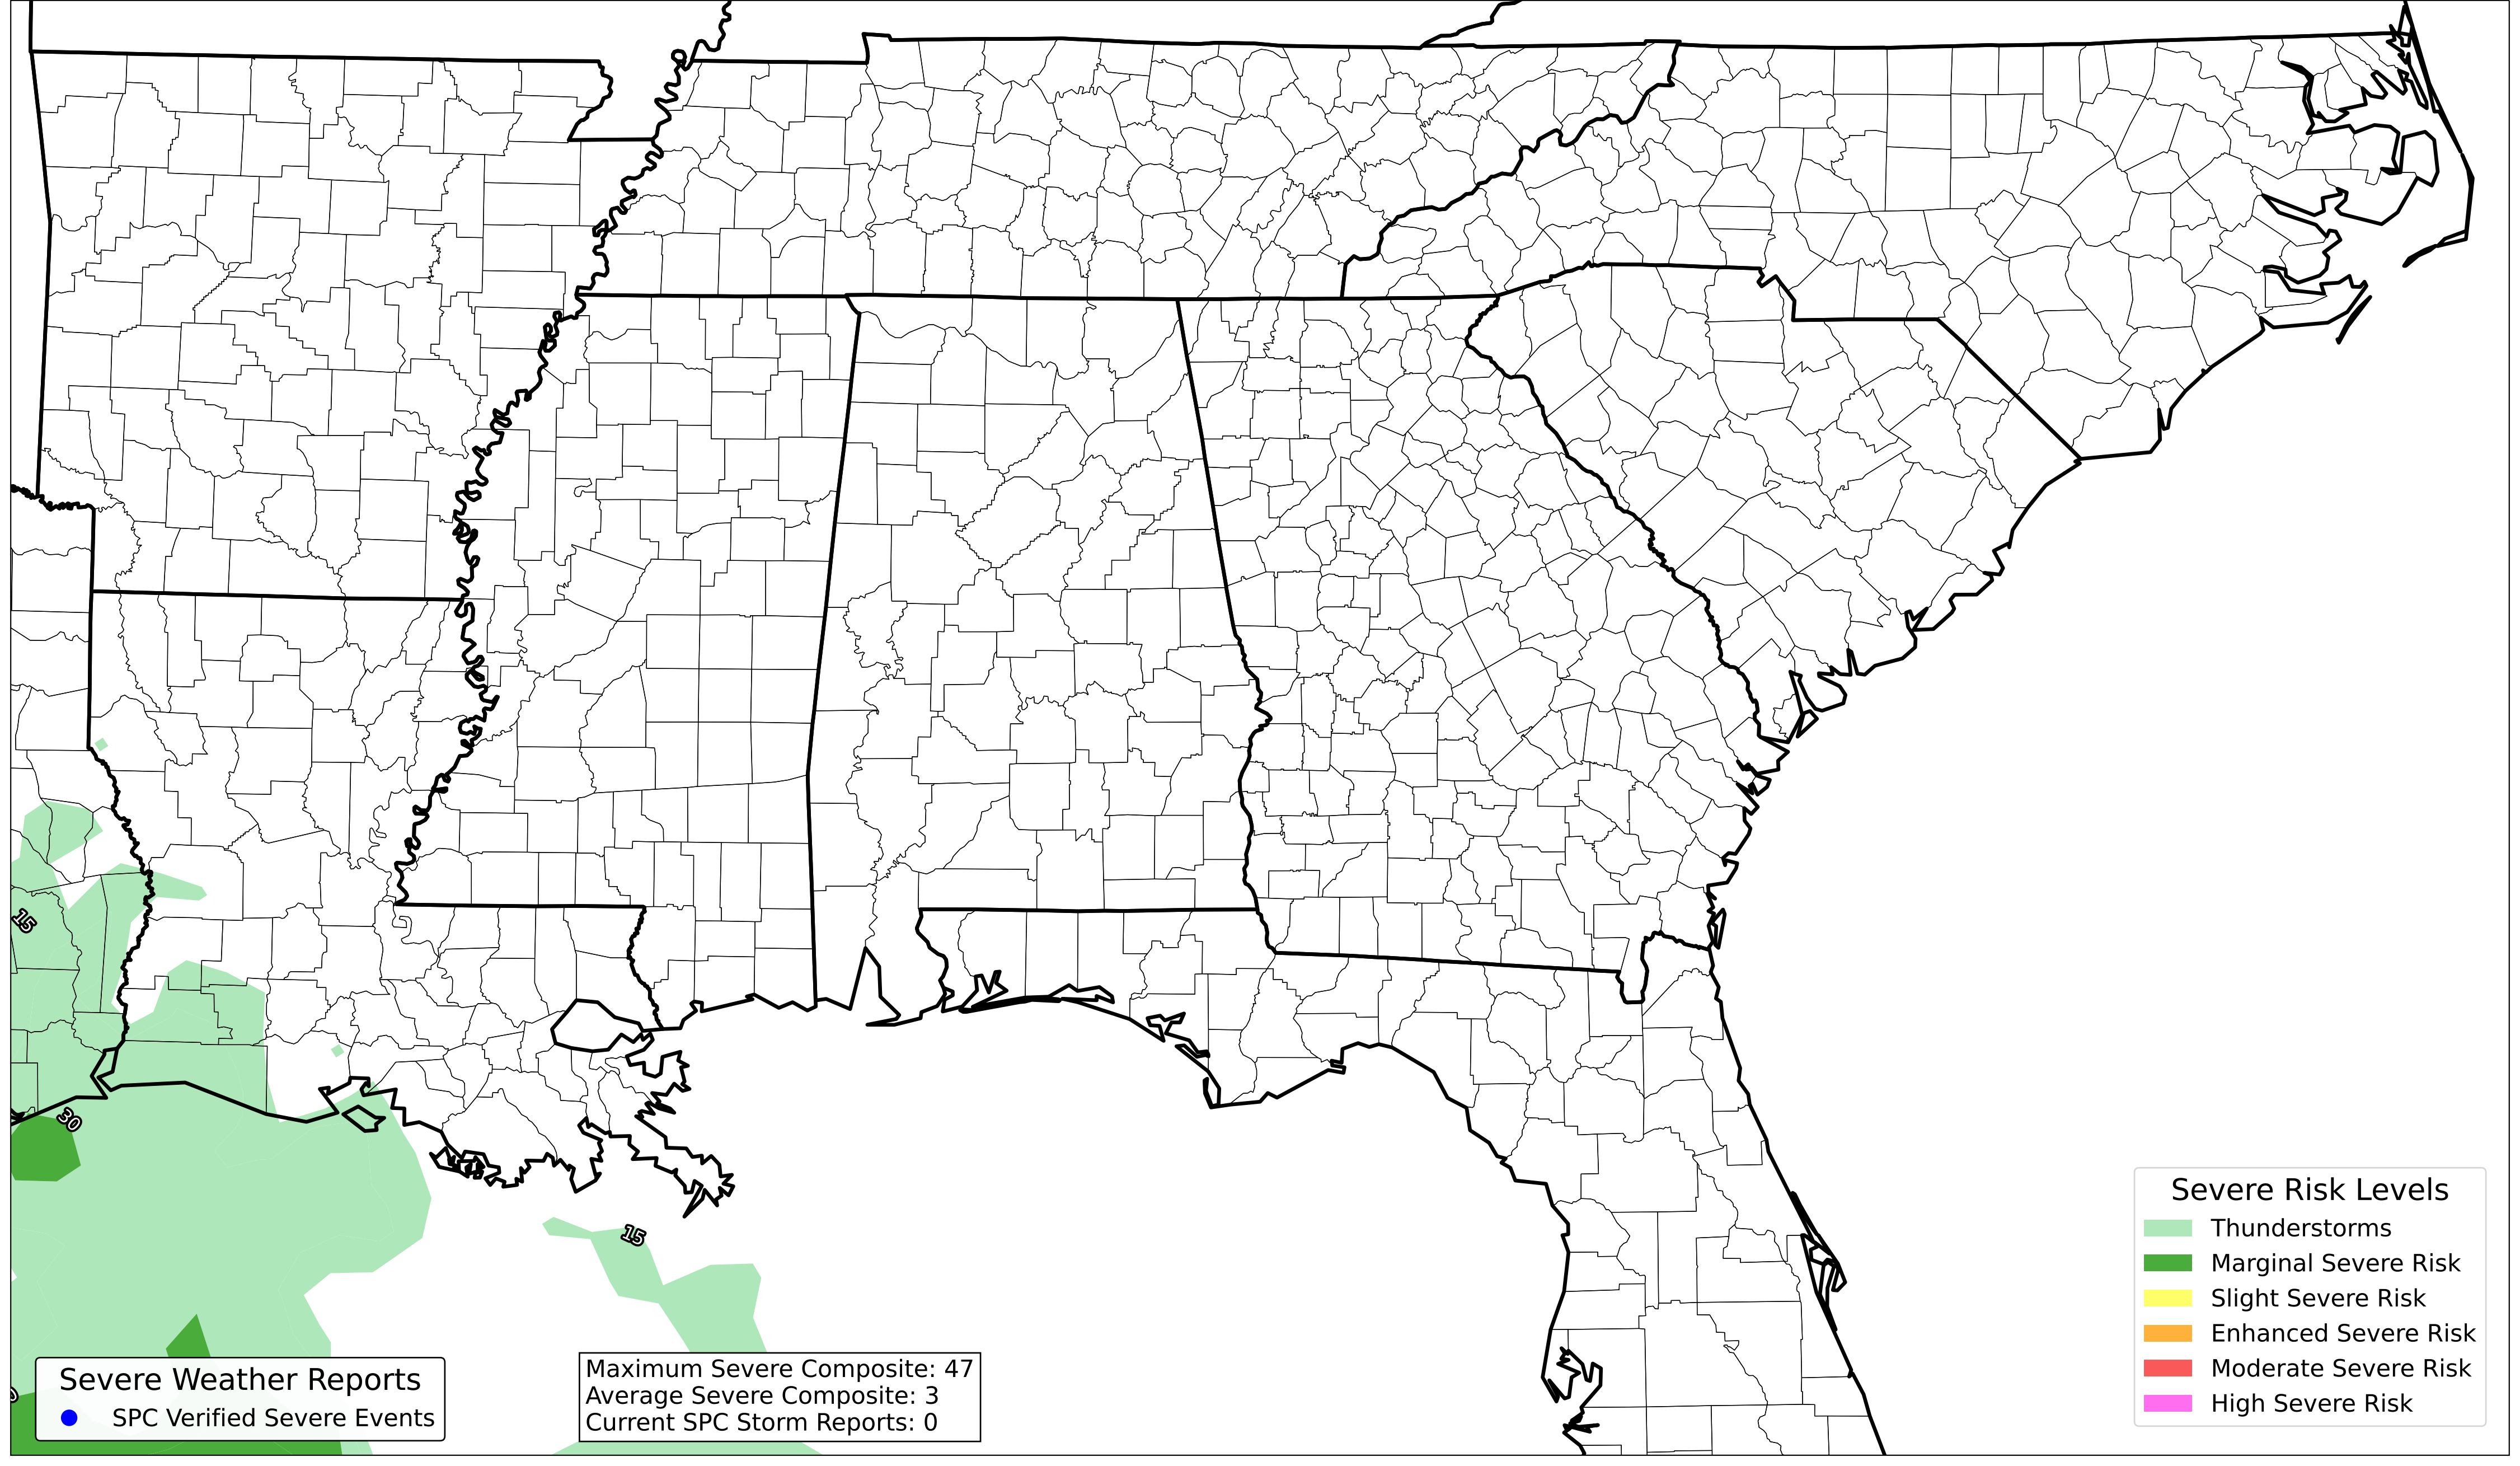 15
30
15
Severe Risk Levels
Thunderstorms
Marginal Severe Risk
Slight Severe Risk
Enhanced Severe Risk
Moderate Severe Risk
High Severe Risk
Severe Weather Reports
SPC Verified Severe Events
Maximum Severe Composite: 47
Average Severe Composite: 3
Current SPC Storm Reports: 0